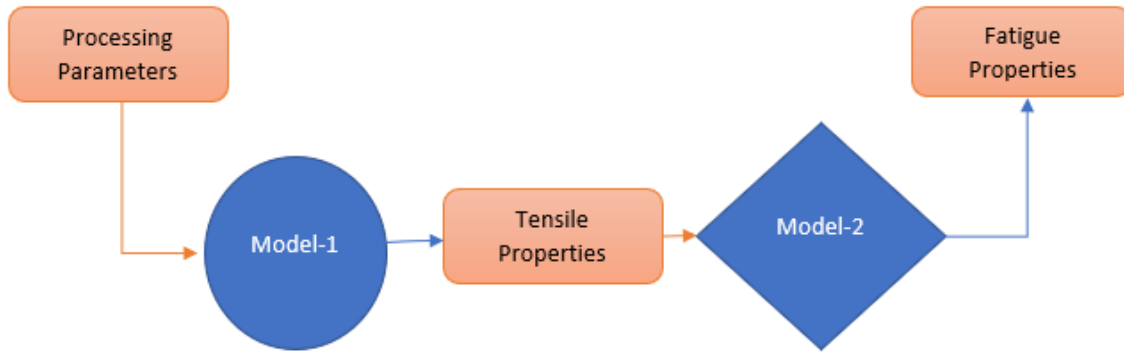 Processing
Parameters
Model-1
Tensile
Properties
Model-2
Fatigue
Properties